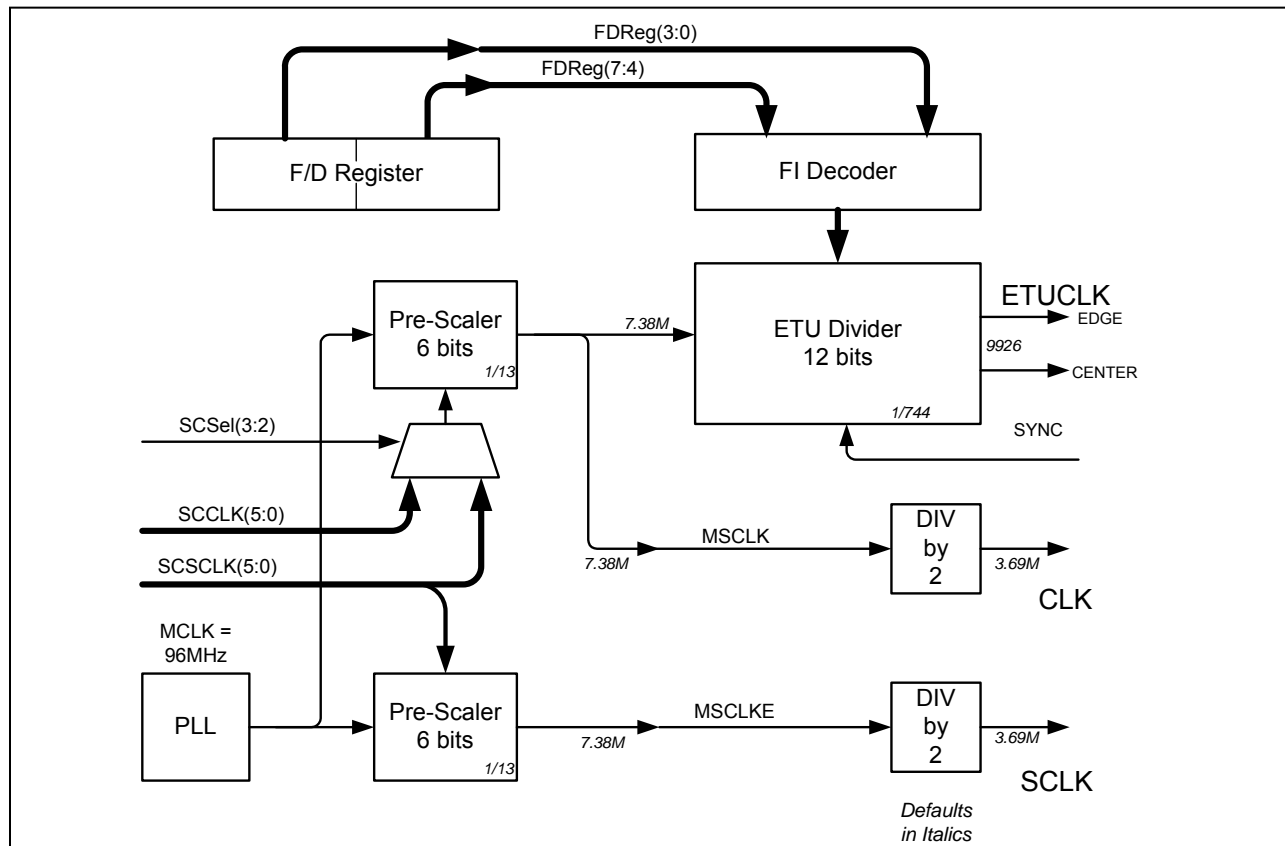 FDReg(3:0)
FDReg(7:4)
F/D Register
FI Decoder
Pre-Scaler
6 bits
1/13
7.38M
ETU Divider
12 bits
1/744
ETUCLK
EDGE
9926
CENTER
SYNC
SCSel(3:2)
SCCLK(5:0)
SCSCLK(5:0)
7.38M
MSCLK
DIV
by
2
3.69M
CLK
MCLK =
96MHz
PLL
Pre-Scaler
6 bits
1/13
7.38M
MSCLKE
DIV
by
2
3.69M
SCLK
Defaults
in Italics